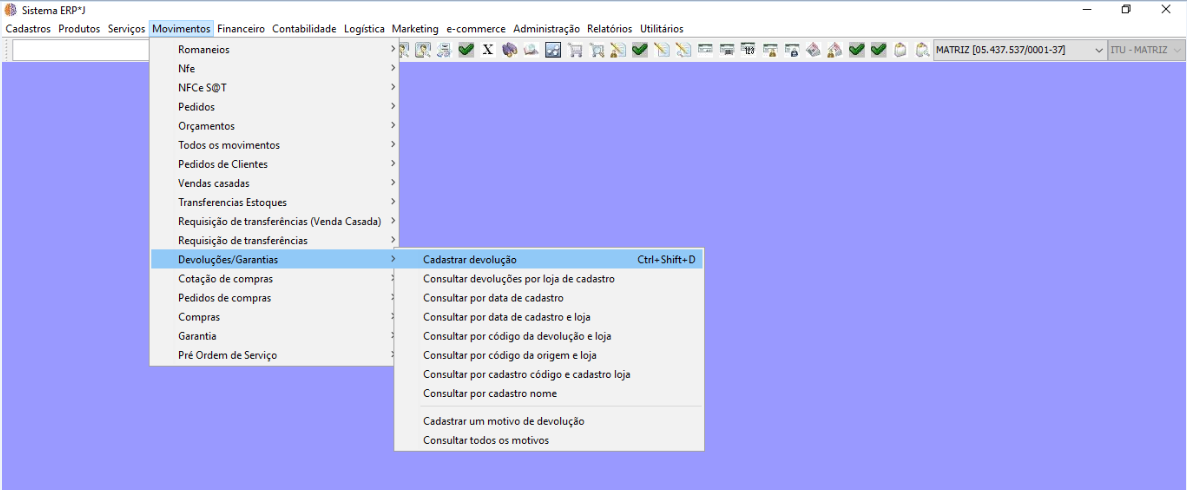 Sistema ERP*J
Cadastros Produtos Serviços Movimentos Financeiro Contabilidade Logística Marketing e-commerce Administração Relatórios Utilitários
X MATRIZ [05.437.537/0001-37] ITU - MATRIZ
Romaneios
Nfe
NFCe S@T
Pedidos
Orçamentos
Todos os movimentos
Pedidos de Clientes
Vendas casadas
Transferencias Estoques
Requisição de transferências (Venda Casada)
Requisição de transferências
Devoluções/Garantias
Cotação de compras
Pedidos de compras
Compras
Garantia
Pré Ordem de Serviço
Cadastrar devolução Ctrl+Shift+D
Consultar devoluções por loja de cadastro
Consultar por data de cadastro
Consultar por data de cadastro e loja
Consultar por código da devolução e loja
Consultar por código da origem e loja
Consultar por cadastro código e cadastro loja
Consultar por cadastro nome
Cadastrar um motivo de devolução
Consultar todos os motivos